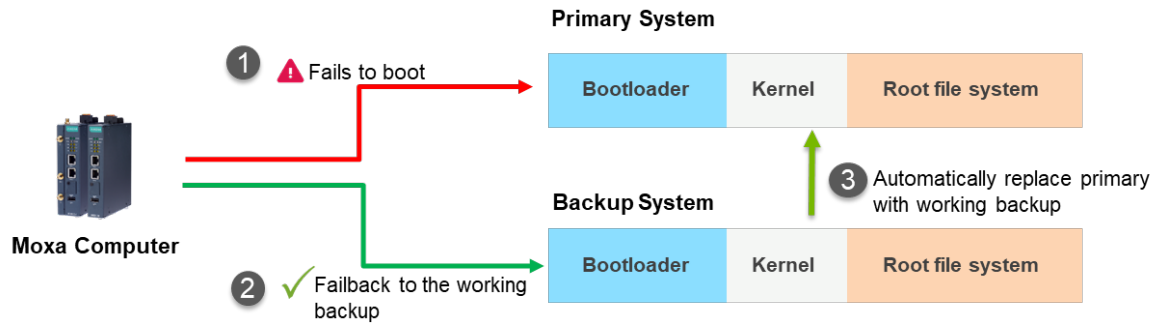 Primary System
1
Fails to boot
Bootloader
Kernel
Root file system
3
Automatically replace primary
with working backup
Backup System
Moxa Computer
Bootloader
Kernel
Root file system
2
Failback to the working
backup